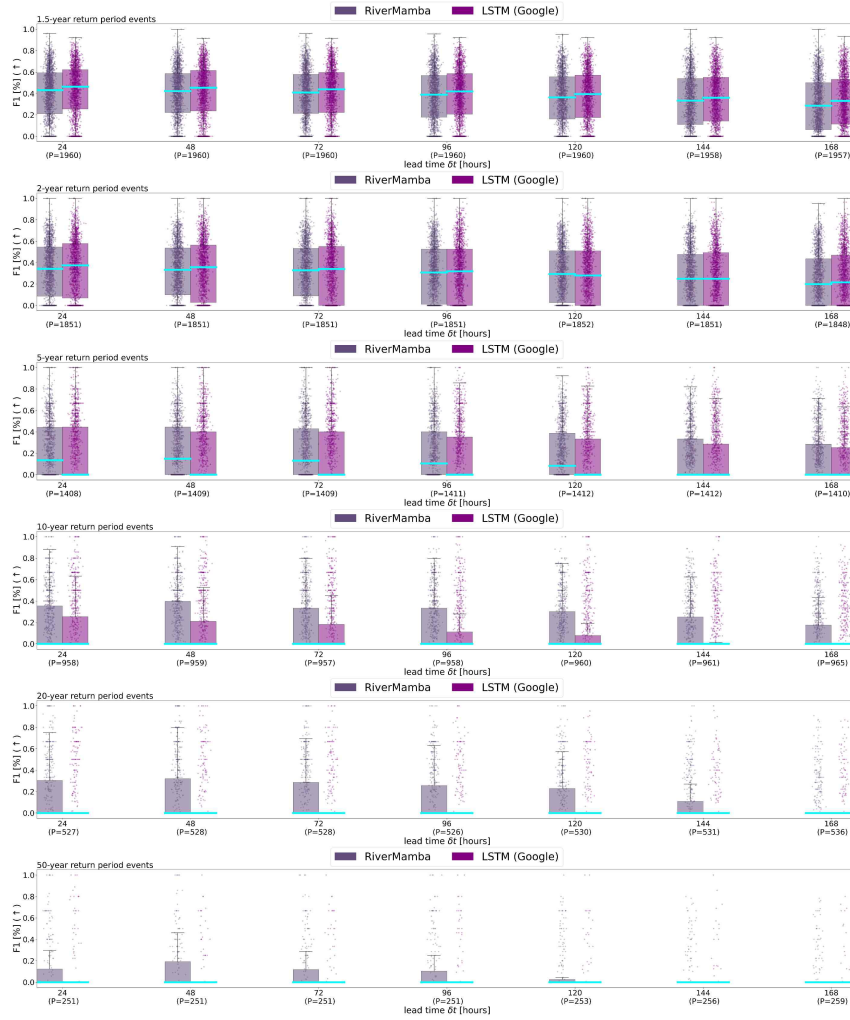 RiverMamba LSTM (Google)
1.5-year return period events
F1 [%] (↑)
1.0
0.8
0.6
0.4
0.2
0.0
24 48 72 96 120 144 168
(P=1960) (P=1960) (P=1960) (P=1960) (P=1960) (P=1958) (P=1957)
lead time δt [hours]
RiverMamba LSTM (Google)
2-year return period events
F1 [%] (↑)
1.0
0.8
0.6
0.4
0.2
0.0
24 48 72 96 120 144 168
(P=1851) (P=1851) (P=1851) (P=1851) (P=1852) (P=1851) (P=1848)
lead time δt [hours]
RiverMamba LSTM (Google)
5-year return period events
F1 [%] (↑)
1.0
0.8
0.6
0.4
0.2
0.0
24 48 72 96 120 144 168
(P=1408) (P=1409) (P=1409) (P=1411) (P=1412) (P=1412) (P=1410)
lead time δt [hours]
RiverMamba LSTM (Google)
10-year return period events
F1 [%] (↑)
1.0
0.8
0.6
0.4
0.2
0.0
24 48 72 96 120 144 168
(P=958) (P=959) (P=957) (P=958) (P=960) (P=961) (P=965)
lead time δt [hours]
RiverMamba LSTM (Google)
20-year return period events
F1 [%] (↑)
1.0
0.8
0.6
0.4
0.2
0.0
24 48 72 96 120 144 168
(P=527) (P=528) (P=528) (P=526) (P=530) (P=531) (P=536)
lead time δt [hours]
RiverMamba LSTM (Google)
50-year return period events
F1 [%] (↑)
1.0
0.8
0.6
0.4
0.2
0.0
24 48 72 96 120 144 168
(P=251) (P=251) (P=251) (P=251) (P=253) (P=256) (P=259)
lead time δt [hours]